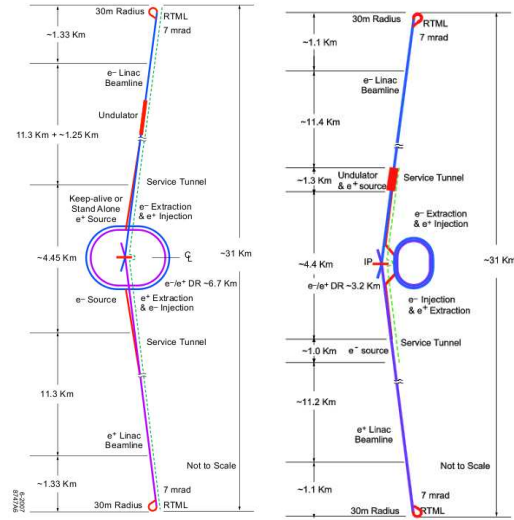 30m Radius
RTML
7 mrad
~1.33 Km
e- Linac
Beamline
Undulator
11.3 Km + ~1.25 Km
Service Tunnel
Keep-alive or
Stand Alone
e+ Source
e- Extraction
& e+ Injection
~4.45 Km
~31 Km
e-/e+ DR ~6.7 Km
e- Source
e+ Extraction
& e- Injection
Service Tunnel
11.3 Km
e+ Linac
Beamline
Not to Scale
~1.33 Km
7 mrad
30m Radius
RTML
6-2007
8747A6
30m Radius
RTML
7 mrad
~1.1 Km
e- Linac
Beamline
~11.4 Km
~1.3 Km
Undulator
& e+ source
Service Tunnel
e- Extraction
& e+ Injection
~4.4 Km
IP
~31 Km
e-/e+ DR ~3.2 Km
e- Injection
& e+ Extraction
Service Tunnel
~1.0 Km
e- source
~11.2 Km
e+ Linac
Beamline
Not to Scale
~1.1 Km
7 mrad
30m Radius
RTML